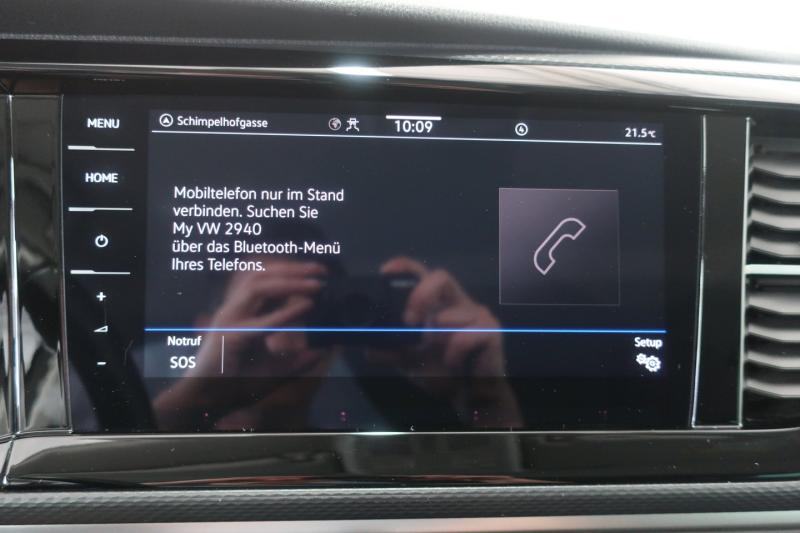 MENU
HOME
Schimpelhofgasse
10:09
4
21.5°C
Mobiltelefon nur im Stand
verbinden. Suchen Sie
My VW 2940
über das Bluetooth-Menü
Ihres Telefons.
Notruf
SOS
Setup
+
-